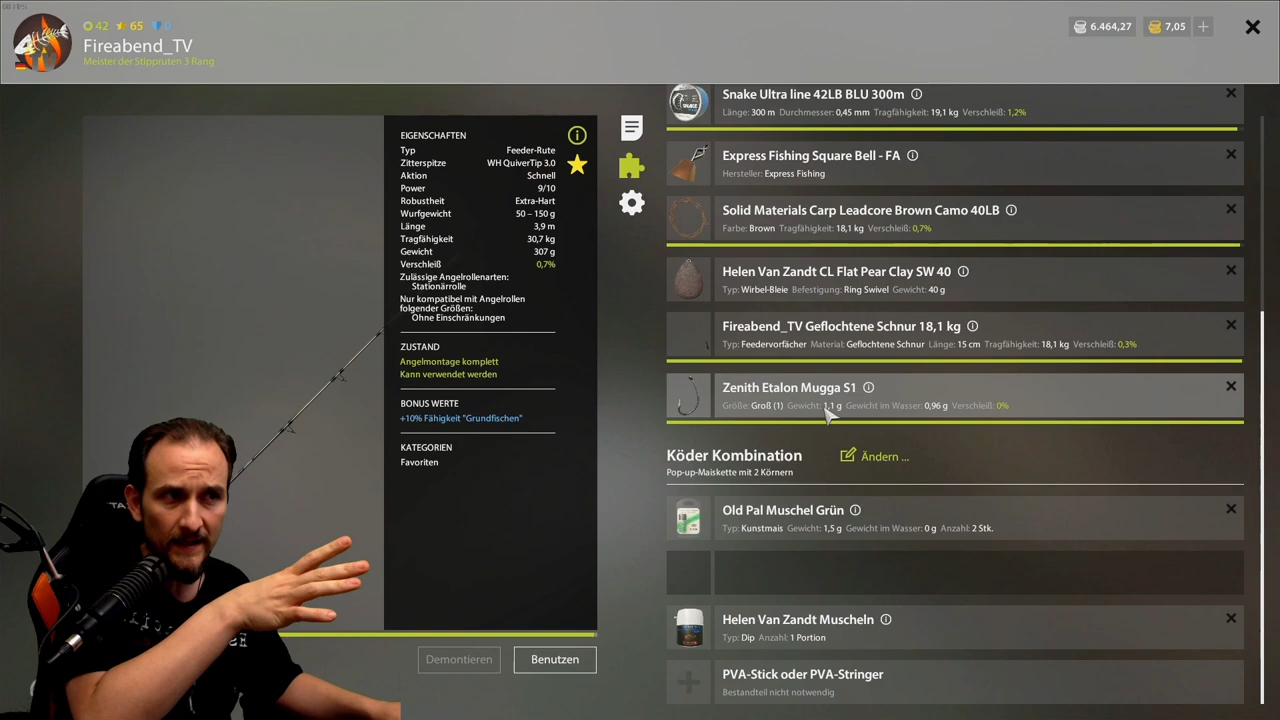 60 FPS
42 65 0
Fireabend_TV
Meister der Stippruten 3 Rang
6.464,27 7,05
EIGENSCHAFTEN
Typ Feeder-Rute
Zitterspitze WH QuiverTip 3.0
Aktion Schnell
Power 9/10
Robustheit Extra-Hart
Wurfgewicht 50 – 150 g
Länge 3,9 m
Tragfähigkeit 30,7 kg
Gewicht 307 g
Verschleiß 0,7%
Zulässige Angelrollenarten:
Stationärrolle
Nur kompatibel mit Angelrollen
folgender Größen:
Ohne Einschränkungen
ZUSTAND
Angelmontage komplett
Kann verwendet werden
BONUS WERTE
+10% Fähigkeit "Grundfischen"
KATEGORIEN
Favoriten
Demontieren
Benutzen
Snake Ultra line 42LB BLU 300m
Länge: 300 m Durchmesser: 0,45 mm Tragfähigkeit: 19,1 kg Verschleiß: 1,2%
Express Fishing Square Bell - FA
Hersteller: Express Fishing
Solid Materials Carp Leadcore Brown Camo 40LB
Farbe: Brown Tragfähigkeit: 18,1 kg Verschleiß: 0,7%
Helen Van Zandt CL Flat Pear Clay SW 40
Typ: Wirbel-Bleie Befestigung: Ring Swivel Gewicht: 40 g
Fireabend_TV Geflochtene Schnur 18,1 kg
Typ: Feedervorfächer Material: Geflochtene Schnur Länge: 15 cm Tragfähigkeit: 18,1 kg Verschleiß: 0,3%
Zenith Etalon Mugga S1
Größe: Groß (1) Gewicht: 1,1 g Gewicht im Wasser: 0,96 g Verschleiß: 0%
Köder Kombination Ändern ...
Pop-up-Maiskette mit 2 Körnern
Old Pal Muschel Grün
Typ: Kunstmais Gewicht: 1,5 g Gewicht im Wasser: 0 g Anzahl: 2 Stk.
Helen Van Zandt Muscheln
Typ: Dip Anzahl: 1 Portion
PVA-Stick oder PVA-Stringer
Bestandteil nicht notwendig